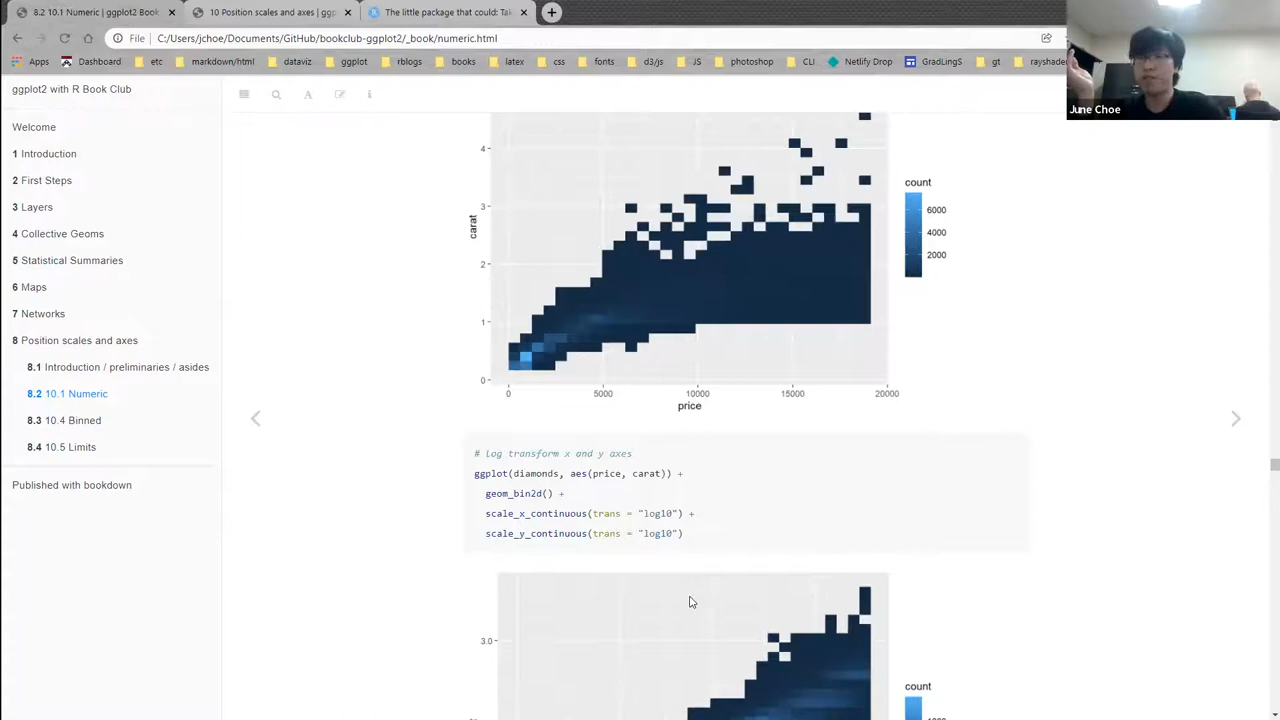 8.2 10.1 Numeric | ggplot2 Book
10 Position scales and axes | ggp
The little package that could: Tak
File
C:/Users/jchoe/Documents/GitHub/bookclub-ggplot2/_book/numeric.html
Apps
Dashboard
etc
markdown/html
dataviz
ggplot
rblogs
books
latex
css
fonts
d3/js
JS
photoshop
CLI
Netlify Drop
GradLingS
gt
rayshader
June Choe
ggplot2 with R Book Club
Welcome
1 Introduction
2 First Steps
3 Layers
4 Collective Geoms
5 Statistical Summaries
6 Maps
7 Networks
8 Position scales and axes
8.1 Introduction / preliminaries / asides
8.2 10.1 Numeric
8.3 10.4 Binned
8.4 10.5 Limits
Published with bookdown
4
3
2
1
0
carat
0 5000 10000 15000 20000
price
count
6000
4000
2000
# log transform x and y axes
ggplot(diamonds, aes(price, carat)) +
geom_bin2d() +
scale_x_continuous(trans = "log10") +
scale_y_continuous(trans = "log10")
3.0
count